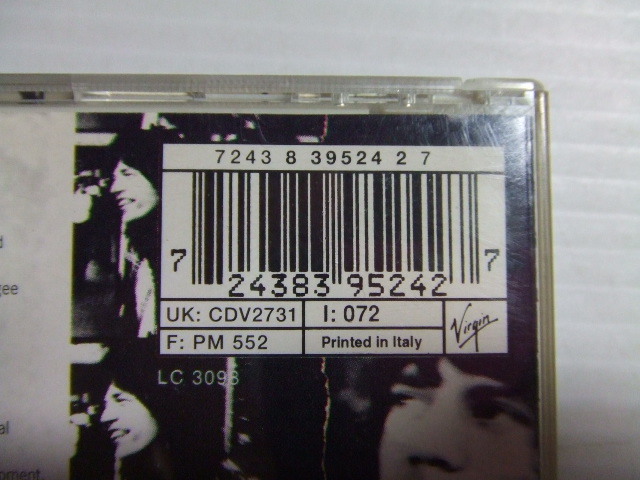 7243 8 39524 2 7
7 24383 95242 7
UK: CDV2731 I: 072
F: PM 552 Printed in Italy
Virgin
LC 3098